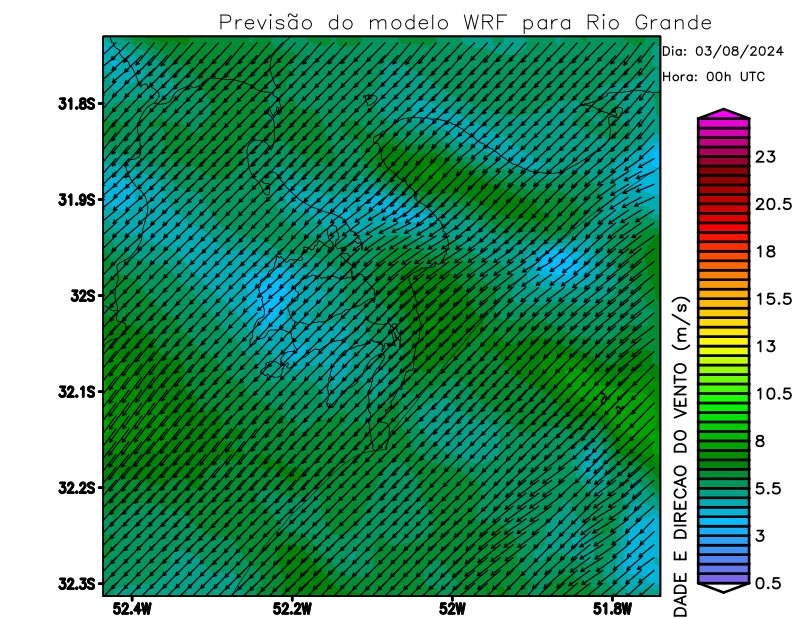 Previsão do modelo WRF para Rio Grande
Dia: 03/08/2024
Hora: 00h UTC
31.8S
31.9S
32S
32.1S
32.2S
32.3S
52.4W
52.2W
52W
51.8W
23
20.5
18
15.5
13
10.5
8
5.5
3
0.5
DADE E DIRECAO DO VENTO (m/s)